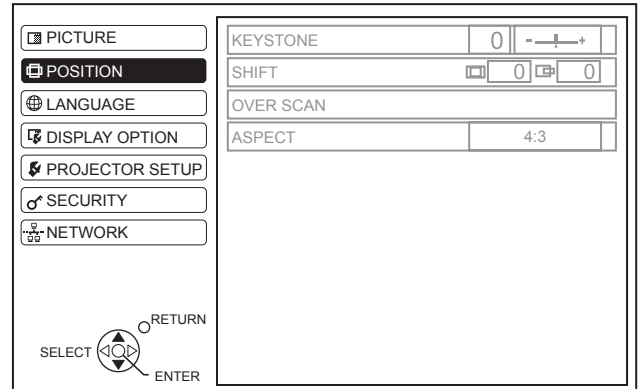 PICTURE
POSITION
LANGUAGE
DISPLAY OPTION
PROJECTOR SETUP
SECURITY
NETWORK
KEYSTONE 0 - +
SHIFT 0 0
OVER SCAN
ASPECT 4:3
RETURN
SELECT
ENTER